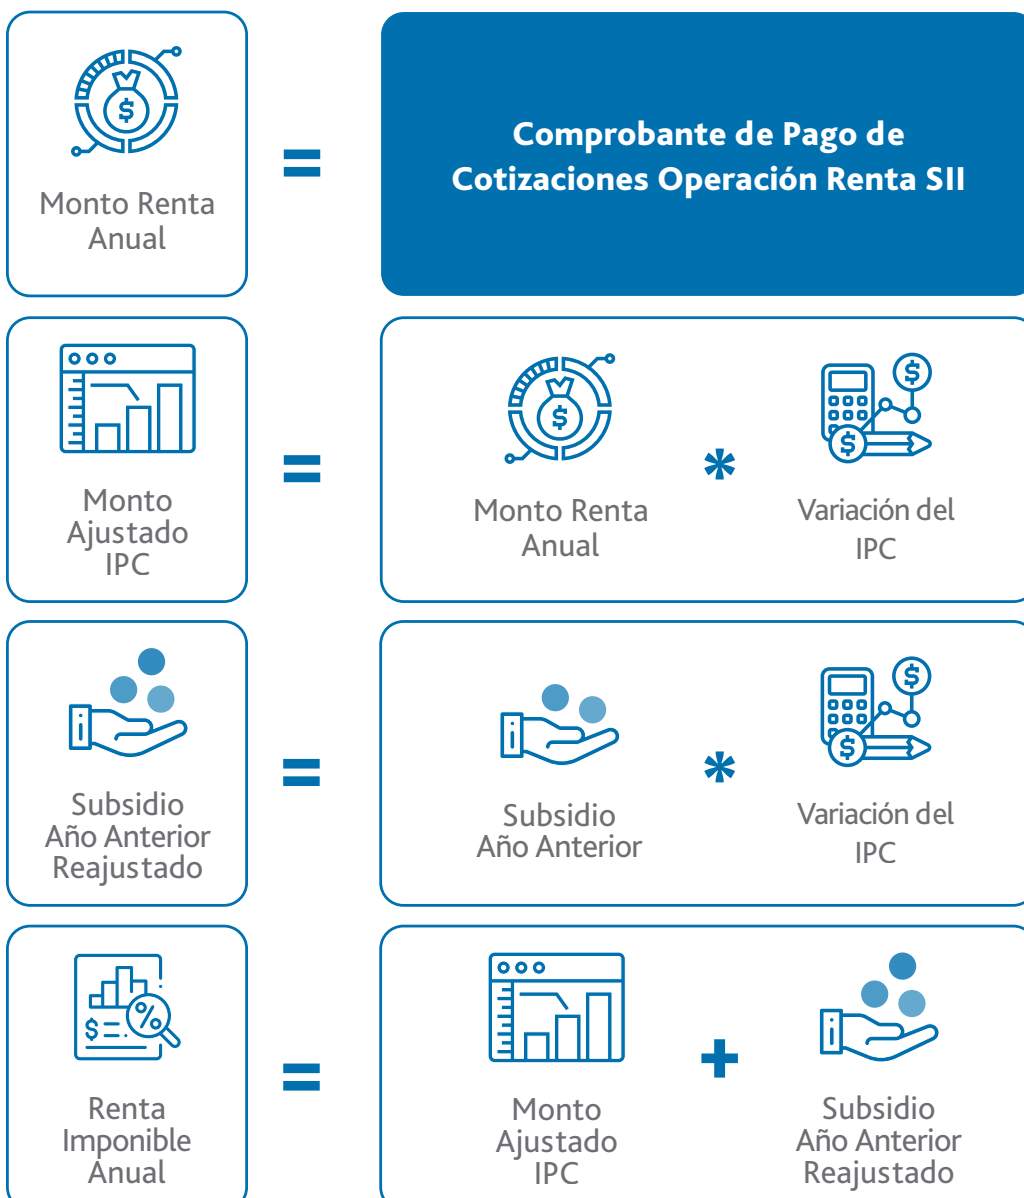 Monto Renta
Anual
=
Comprobante de Pago de
Cotizaciones Operación Renta SII
Monto
Ajustado
IPC
=
Monto Renta
Anual
*
Variación del
IPC
Subsidio
Año Anterior
Reajustado
=
Subsidio
Año Anterior
*
Variación del
IPC
Renta
Imponible
Anual
=
Monto
Ajustado
IPC
+
Subsidio
Año Anterior
Reajustado